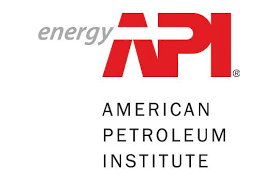 energy API®
AMERICAN
PETROLEUM
INSTITUTE